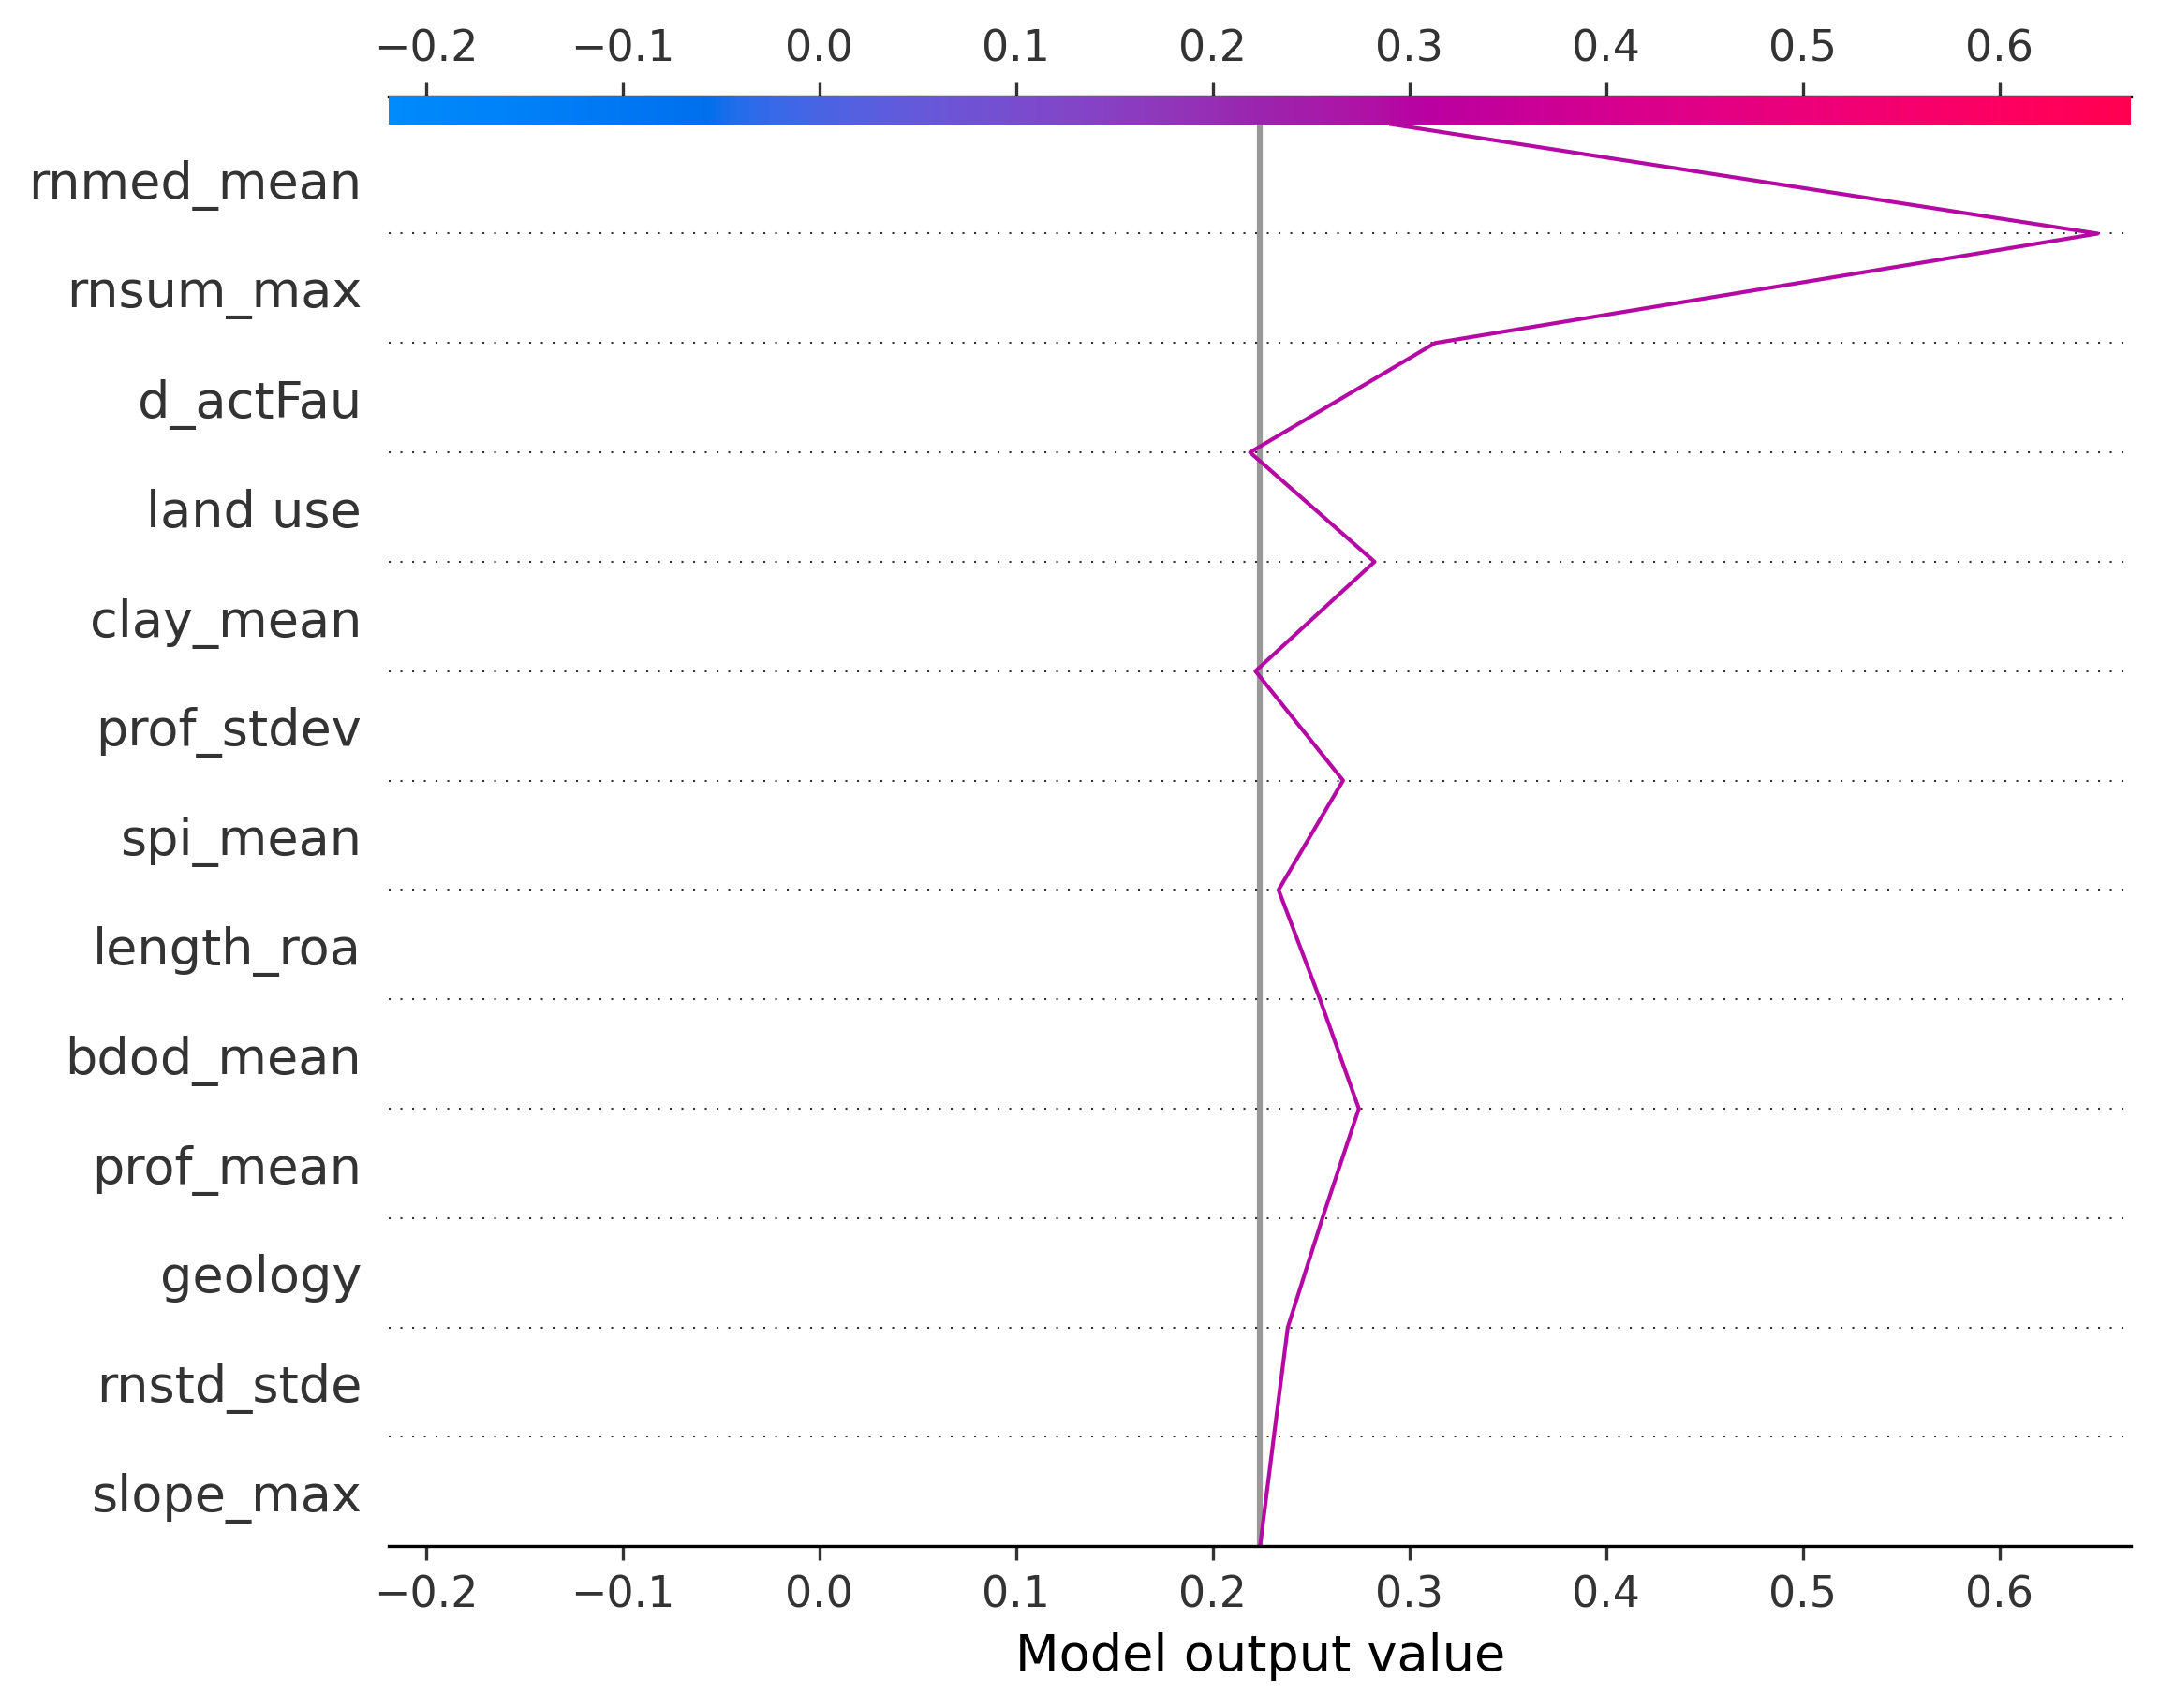 −0.2 −0.1 0.0 0.1 0.2 0.3 0.4 0.5 0.6
rnmed_mean
rnsum_max
d_actFau
land use
clay_mean
prof_stdev
spi_mean
length_roa
bdod_mean
prof_mean
geology
rnstd_stde
slope_max
−0.2 −0.1 0.0 0.1 0.2 0.3 0.4 0.5 0.6
Model output value